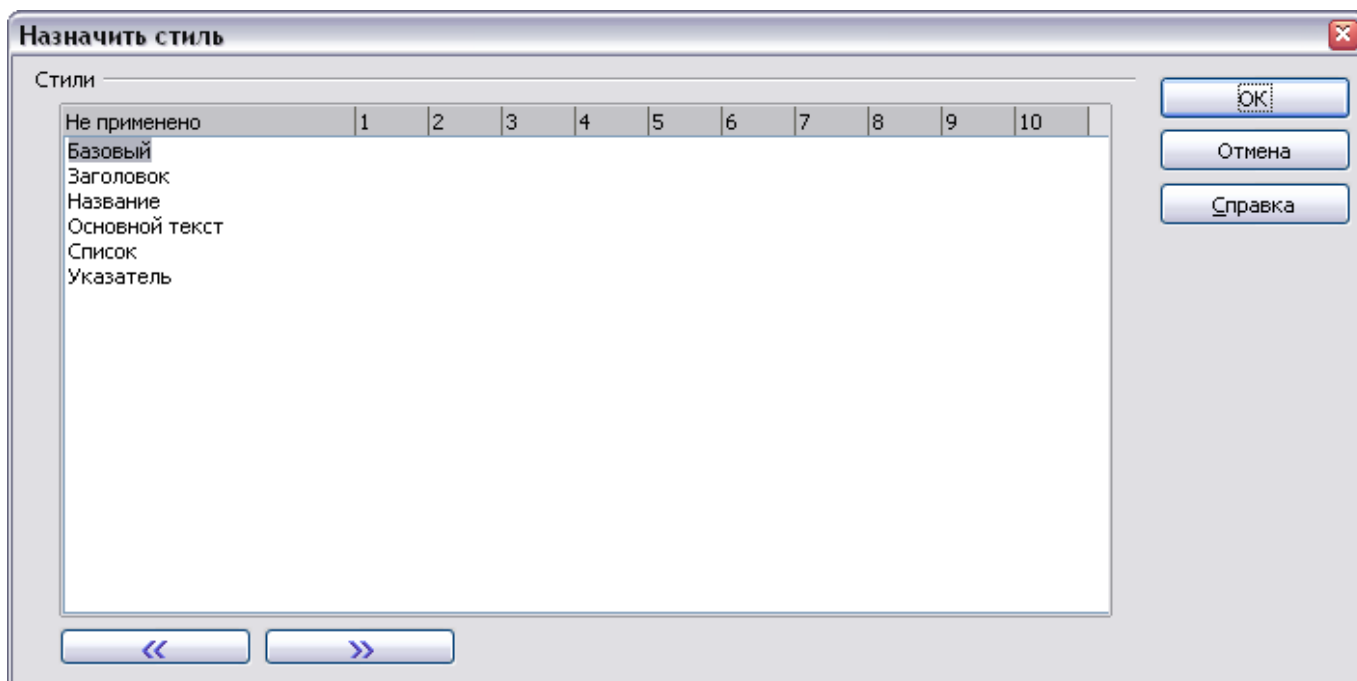 Назначить стиль
Стили
Не применено 1 2 3 4 5 6 7 8 9 10
Базовый
Заголовок
Название
Основной текст
Список
Указатель
ОК
Отмена
Справка
<< >>